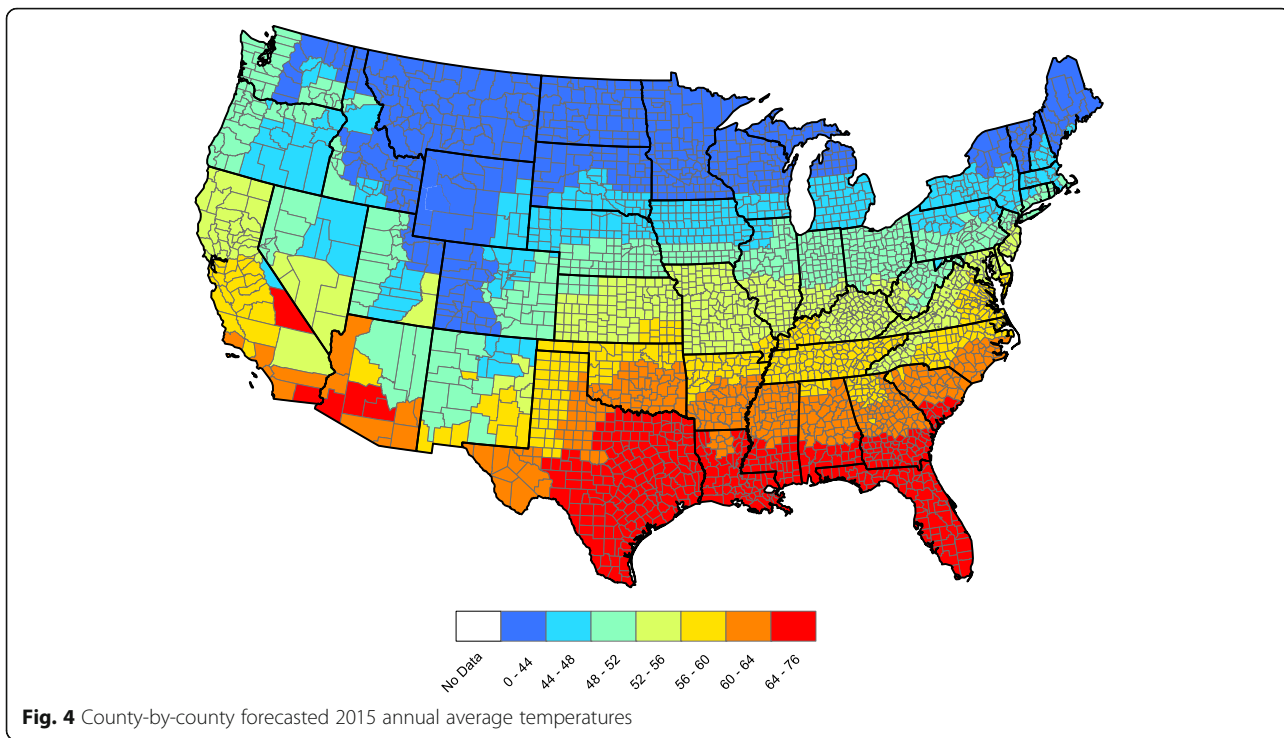 No Data
0 - 44
44 - 48
48 - 52
52 - 56
56 - 60
60 - 64
64 - 76
Fig. 4 County-by-county forecasted 2015 annual average temperatures